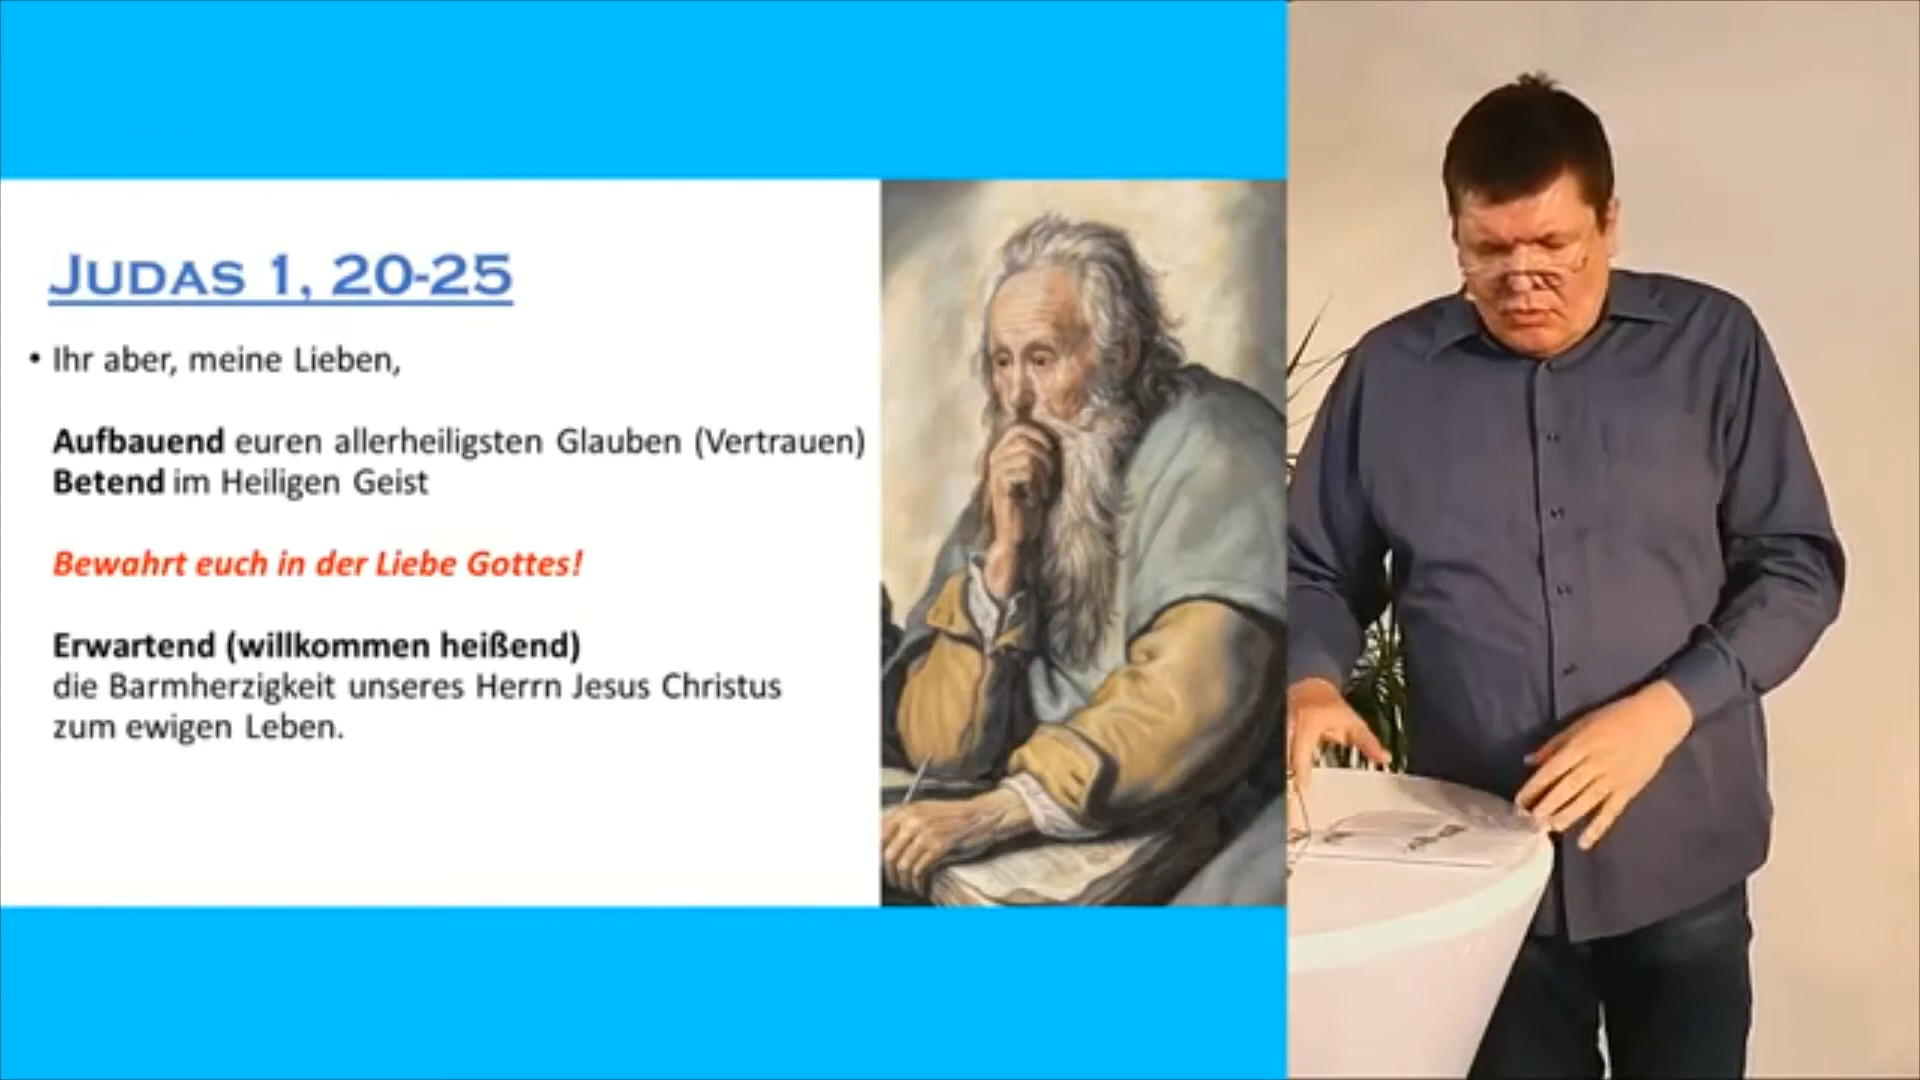 Judas 1, 20-25
• Ihr aber, meine Lieben,
Aufbauend euren allerheiligsten Glauben (Vertrauen)
Betend im Heiligen Geist
Bewahrt euch in der Liebe Gottes!
Erwartend (willkommen heißend)
die Barmherzigkeit unseres Herrn Jesus Christus
zum ewigen Leben.